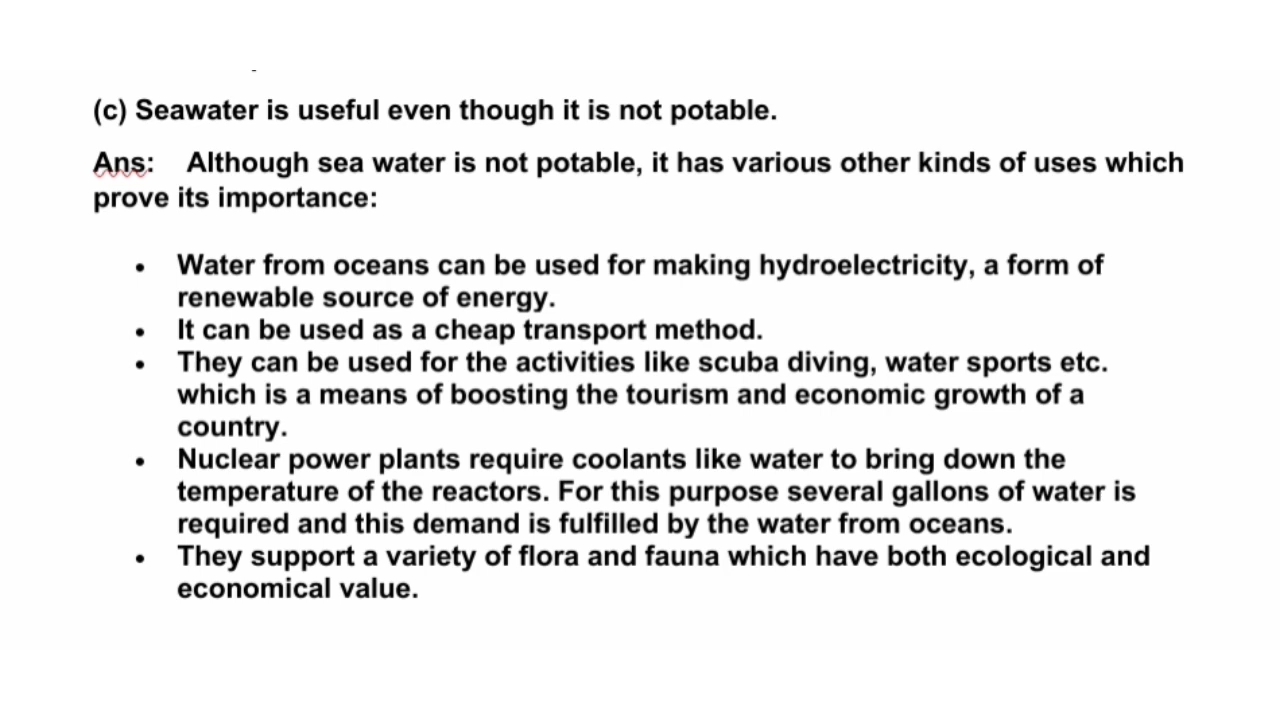 (c) Seawater is useful even though it is not potable.
Ans: Although sea water is not potable, it has various other kinds of uses which
prove its importance:
• Water from oceans can be used for making hydroelectricity, a form of
renewable source of energy.
• It can be used as a cheap transport method.
• They can be used for the activities like scuba diving, water sports etc.
which is a means of boosting the tourism and economic growth of a
country.
• Nuclear power plants require coolants like water to bring down the
temperature of the reactors. For this purpose several gallons of water is
required and this demand is fulfilled by the water from oceans.
• They support a variety of flora and fauna which have both ecological and
economical value.